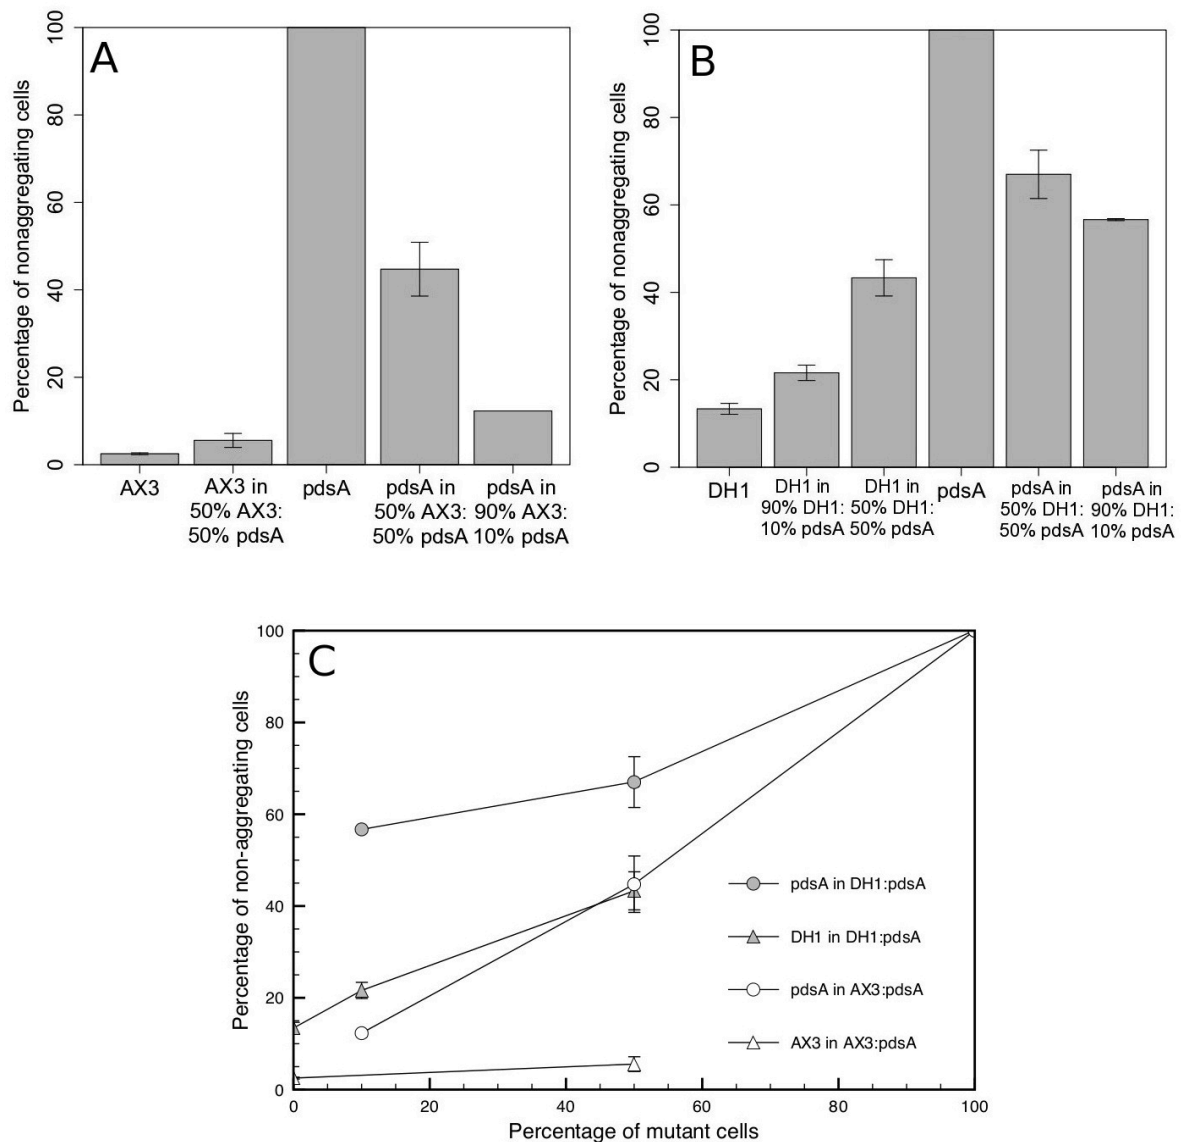 A
Percentage of nonaggregating cells
0
20
40
60
80
100
AX3
AX3 in
50% AX3:
50% pdsA
pdsA
pdsA in
50% AX3:
50% pdsA
pdsA in
90% AX3:
10% pdsA
B
Percentage of nonaggregating cells
0
20
40
60
80
100
DH1
DH1 in
90% DH1:
10% pdsA
DH1 in
50% DH1:
50% pdsA
pdsA
pdsA in
50% DH1:
50% pdsA
pdsA in
90% DH1:
10% pdsA
C
Percentage of non-aggregating cells
100
80
60
40
20
0
pdsA in DH1:pdsA
DH1 in DH1:pdsA
pdsA in AX3:pdsA
AX3 in AX3:pdsA
0
20
40
60
80
100
Percentage of mutant cells